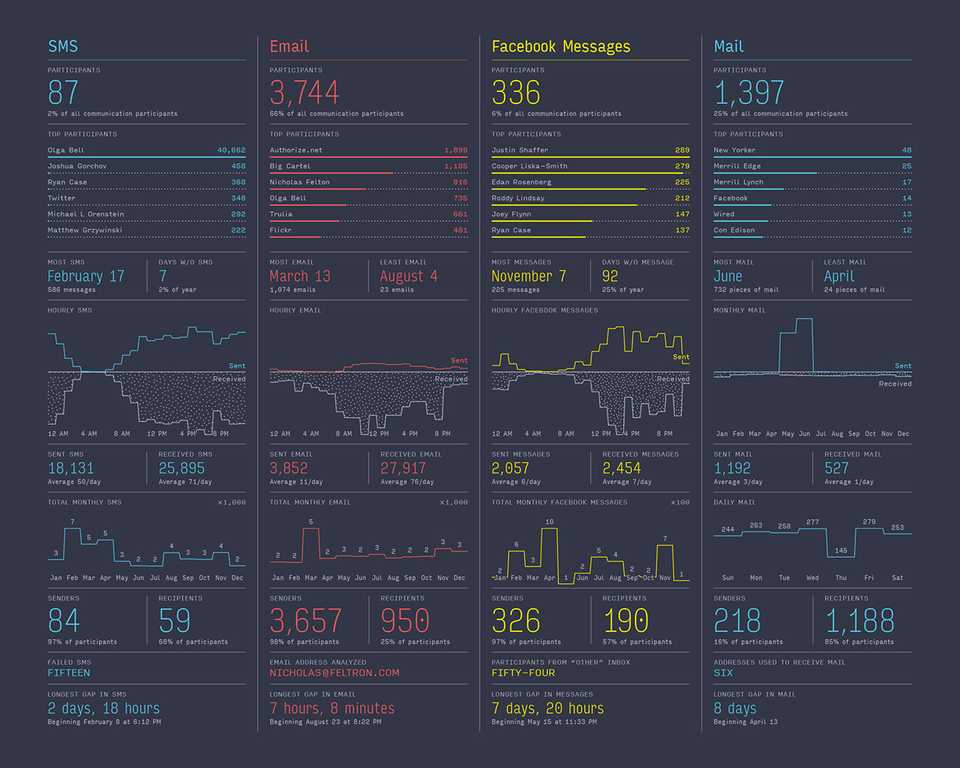 SMS
PARTICIPANTS
87
2% of all communication participants
TOP PARTICIPANTS
Olga Bell 40,662
Joshua Gorchov 458
Ryan Case 368
Twitter 348
Michael L Orenstein 292
Matthew Grzywinski 222
MOST SMS
February 17
586 messages
DAYS W/O SMS
7
2% of year
HOURLY SMS
Sent
Received
12 AM 4 AM 8 AM 12 PM 4 PM 8 PM
SENT SMS
18,131
Average 50/day
RECEIVED SMS
25,895
Average 71/day
TOTAL MONTHLY SMS ×1,000
3 7 5 5 3 2 2 4 3 3 4 2
Jan Feb Mar Apr May Jun Jul Aug Sep Oct Nov Dec
SENDERS
84
97% of participants
RECIPIENTS
59
68% of participants
FAILED SMS
FIFTEEN
LONGEST GAP IN SMS
2 days, 18 hours
Beginning February 8 at 6:12 PM
Email
PARTICIPANTS
3,744
66% of all communication participants
TOP PARTICIPANTS
Authorize.net 1,898
Big Cartel 1,185
Nicholas Felton 918
Olga Bell 735
Trulia 661
Flickr 481
MOST EMAIL
March 13
1,074 emails
LEAST EMAIL
August 4
23 emails
HOURLY EMAIL
Sent
Received
12 AM 4 AM 8 AM 12 PM 4 PM 8 PM
SENT EMAIL
3,852
Average 11/day
RECEIVED EMAIL
27,917
Average 76/day
TOTAL MONTHLY EMAIL ×1,000
2 2 5 2 3 2 3 2 2 2 3 3
Jan Feb Mar Apr May Jun Jul Aug Sep Oct Nov Dec
SENDERS
3,657
98% of participants
RECIPIENTS
950
25% of participants
EMAIL ADDRESS ANALYZED
NICHOLAS@FELTRON.COM
LONGEST GAP IN EMAIL
7 hours, 8 minutes
Beginning August 23 at 8:22 PM
Facebook Messages
PARTICIPANTS
336
6% of all communication participants
TOP PARTICIPANTS
Justin Shaffer 289
Cooper Liska-Smith 279
Edan Rosenberg 225
Roddy Lindsay 212
Joey Flynn 147
Ryan Case 137
MOST MESSAGES
November 7
225 messages
DAYS W/O MESSAGE
92
25% of year
HOURLY FACEBOOK MESSAGES
Sent
Received
12 AM 4 AM 8 AM 12 PM 4 PM 8 PM
SENT MESSAGES
2,057
Average 6/day
RECEIVED MESSAGES
2,454
Average 7/day
TOTAL MONTHLY FACEBOOK MESSAGES ×100
2 6 3 10 1 2 5 4 2 2 7 1
Jan Feb Mar Apr Jun Jul Aug Sep Oct Nov
SENDERS
326
97% of participants
RECIPIENTS
190
57% of participants
PARTICIPANTS FROM "OTHER" INBOX
FIFTY-FOUR
LONGEST GAP IN MESSAGES
7 days, 20 hours
Beginning May 15 at 11:33 PM
Mail
PARTICIPANTS
1,397
25% of all communication participants
TOP PARTICIPANTS
New Yorker 48
Merrill Edge 25
Merrill Lynch 17
Facebook 14
Wired 13
Con Edison 12
MOST MAIL
June
732 pieces of mail
LEAST MAIL
April
24 pieces of mail
MONTHLY MAIL
Sent
Received
Jan Feb Mar Apr May Jun Jul Aug Sep Oct Nov Dec
SENT MAIL
1,192
Average 3/day
RECEIVED MAIL
527
Average 1/day
DAILY MAIL
244 263 258 277 145 279 253
Sun Mon Tue Wed Thu Fri Sat
SENDERS
218
16% of participants
RECIPIENTS
1,188
85% of participants
ADDRESSES USED TO RECEIVE MAIL
SIX
LONGEST GAP IN MAIL
8 days
Beginning April 13